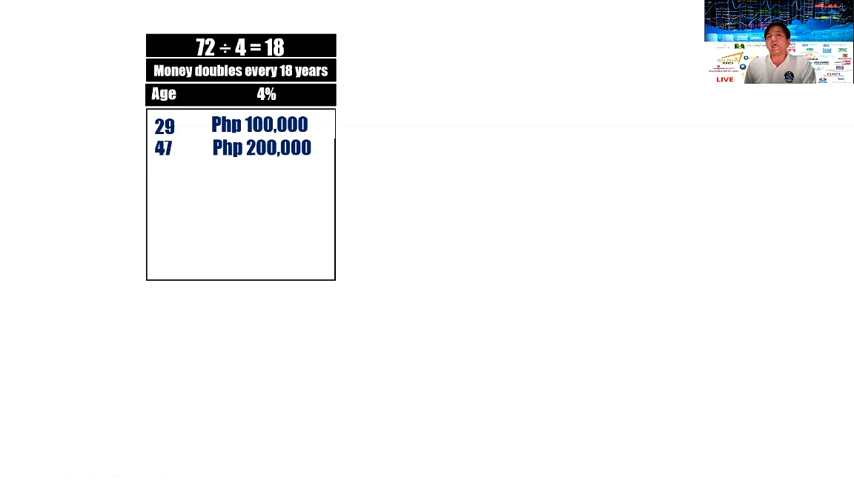 72 ÷ 4 = 18
Money doubles every 18 years
Age 4%
29 Php 100,000
47 Php 200,000
LIVE